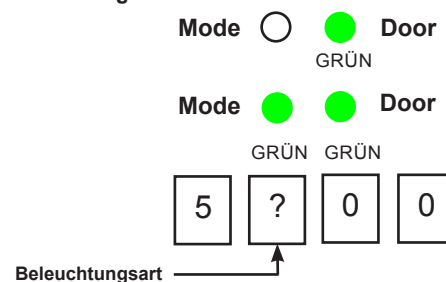 Mode Door
GRÜN
Mode Door
GRÜN GRÜN
5 ? 0 0
Beleuchtungsart